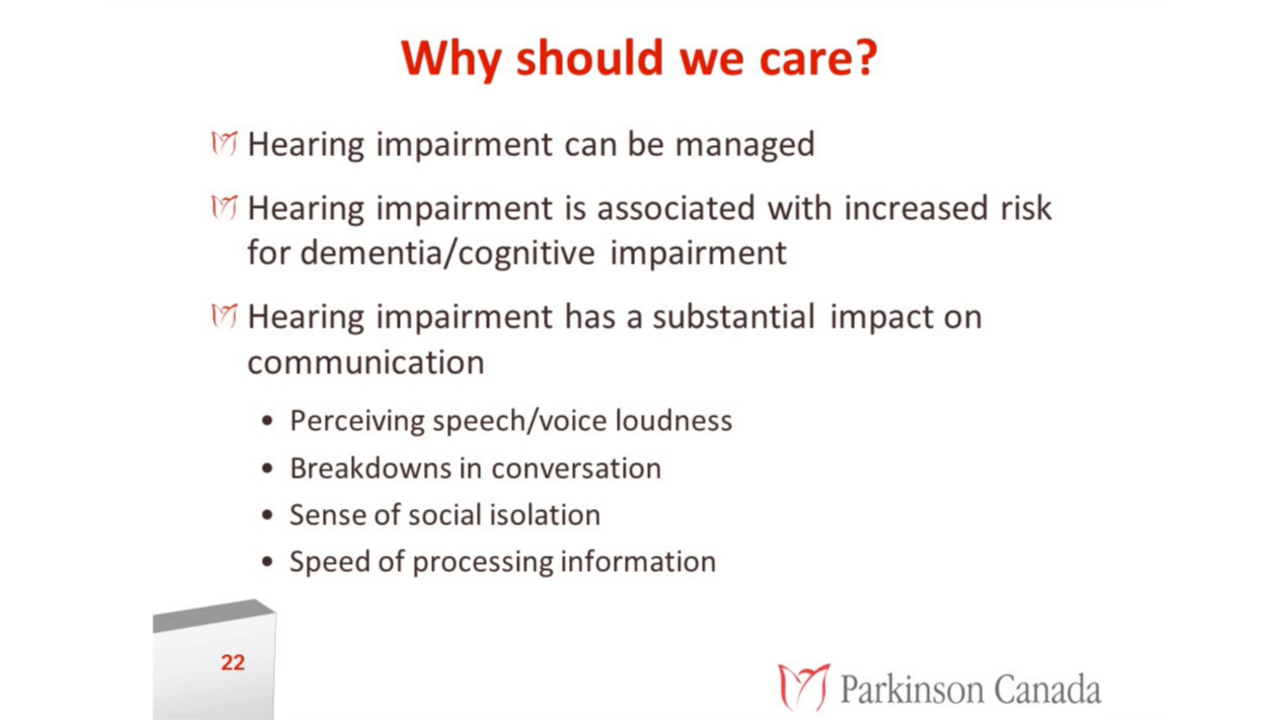 Why should we care?
Hearing impairment can be managed
Hearing impairment is associated with increased risk
for dementia/cognitive impairment
Hearing impairment has a substantial impact on
communication
• Perceiving speech/voice loudness
• Breakdowns in conversation
• Sense of social isolation
• Speed of processing information
22
Parkinson Canada